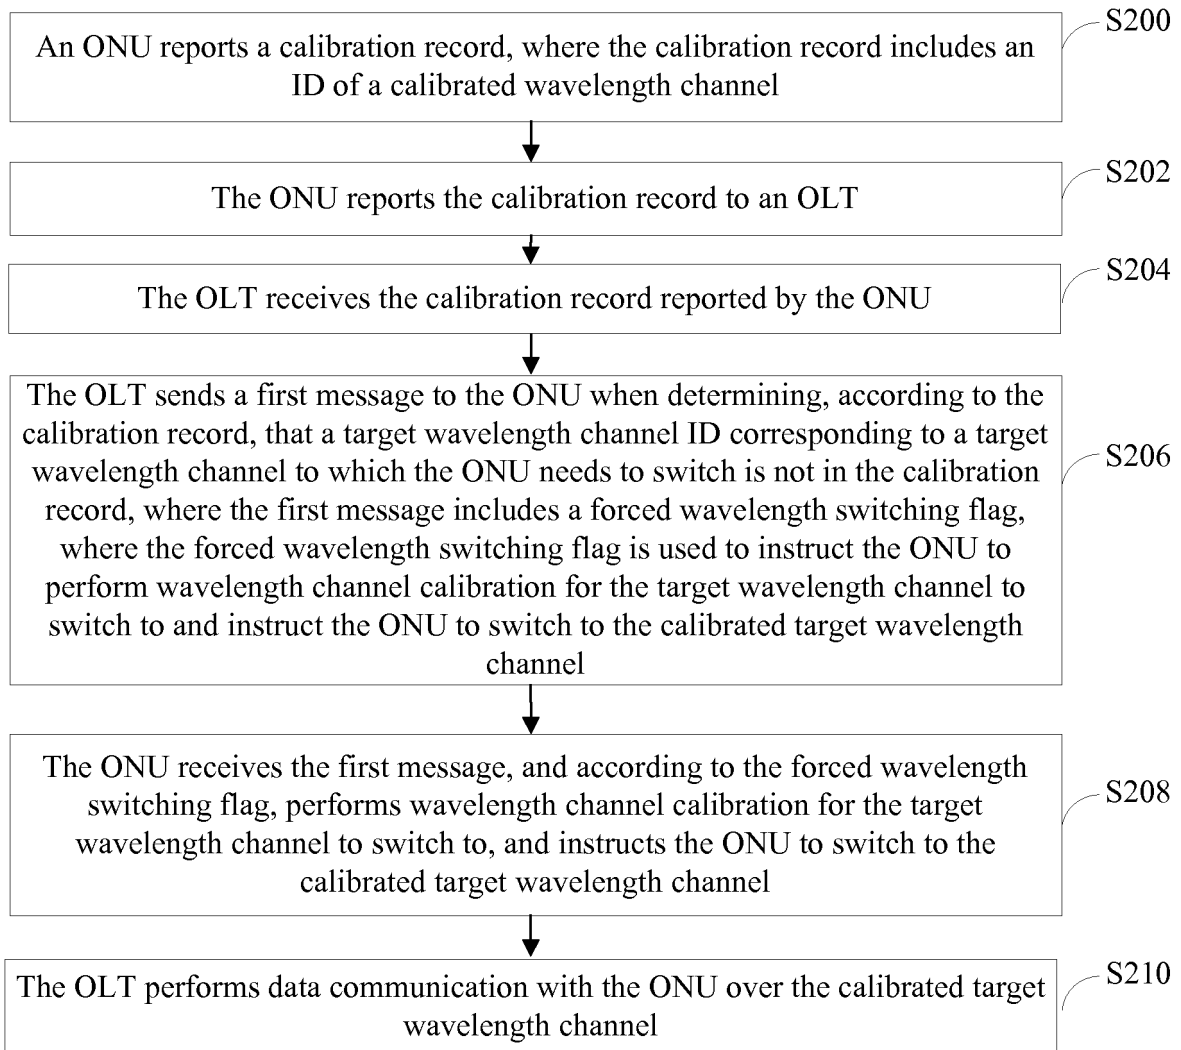 An ONU reports a calibration record, where the calibration record includes an
ID of a calibrated wavelength channel
S200
The ONU reports the calibration record to an OLT
S202
The OLT receives the calibration record reported by the ONU
S204
The OLT sends a first message to the ONU when determining, according to the
calibration record, that a target wavelength channel ID corresponding to a target
wavelength channel to which the ONU needs to switch is not in the calibration
record, where the first message includes a forced wavelength switching flag,
where the forced wavelength switching flag is used to instruct the ONU to
perform wavelength channel calibration for the target wavelength channel to
switch to and instruct the ONU to switch to the calibrated target wavelength
channel
S206
The ONU receives the first message, and according to the forced wavelength
switching flag, performs wavelength channel calibration for the target
wavelength channel to switch to, and instructs the ONU to switch to the
calibrated target wavelength channel
S208
The OLT performs data communication with the ONU over the calibrated target
wavelength channel
S210